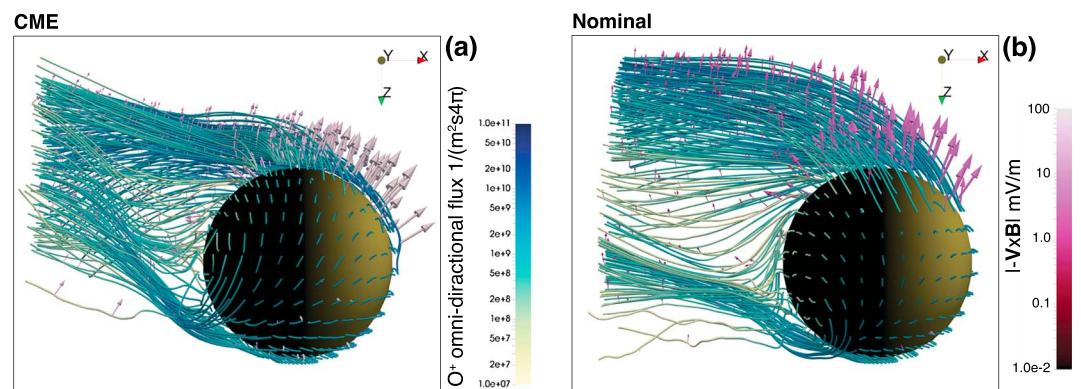 CME
(a)
Y
X
Z
O⁺ omni-diractional flux 1/(m²s4π)
1.0e+11
5e+10
2e+10
1e+10
5e+9
2e+9
1e+9
5e+8
2e+8
1e+8
5e+7
2e+7
1.0e+07
Nominal
(b)
Y
X
Z
|-VxB| mV/m
100
10
1.0
0.1
1.0e-2